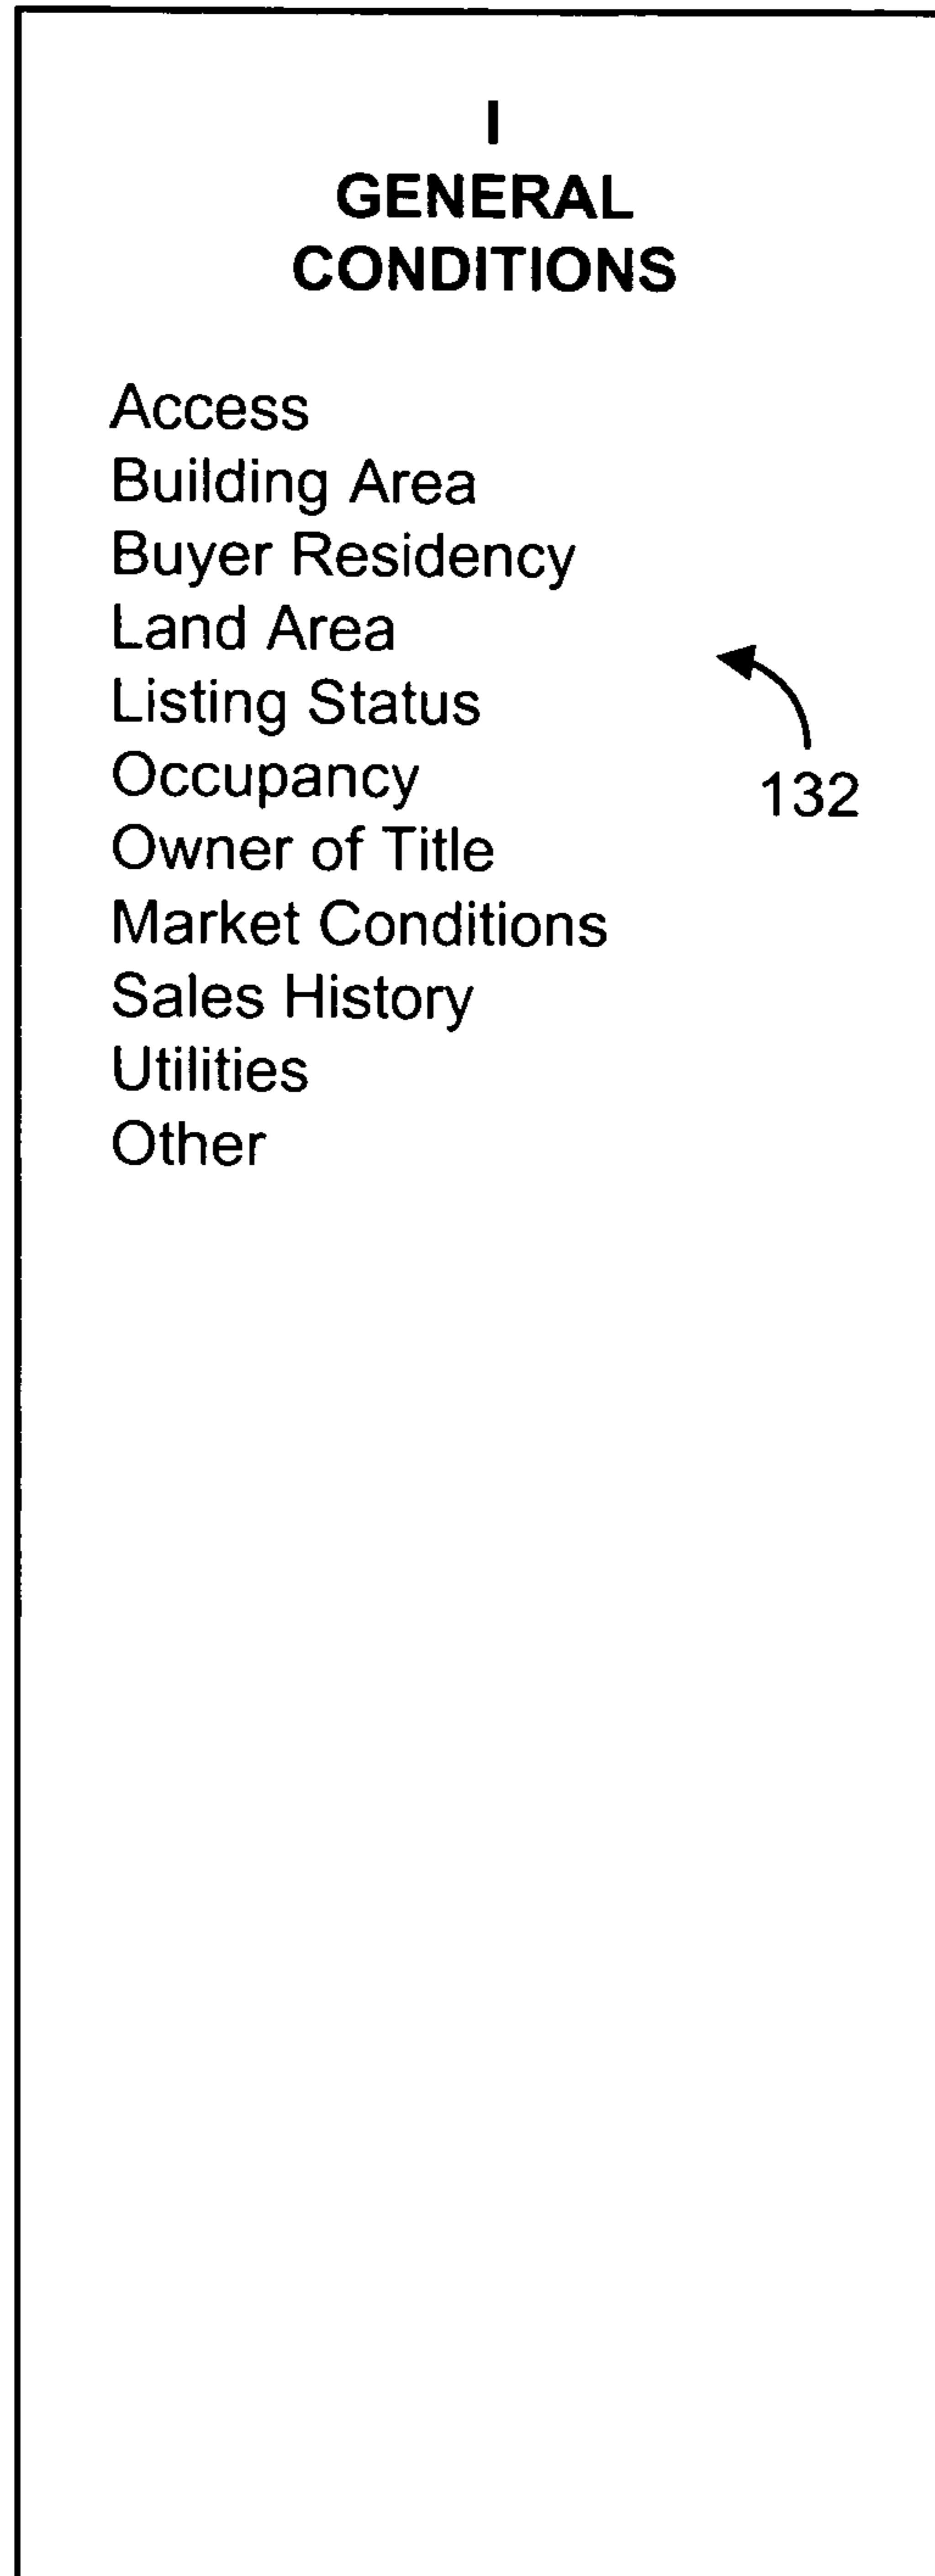 I
GENERAL
CONDITIONS
Access
Building Area
Buyer Residency
Land Area
Listing Status
Occupancy
132
Owner of Title
Market Conditions
Sales History
Utilities
Other